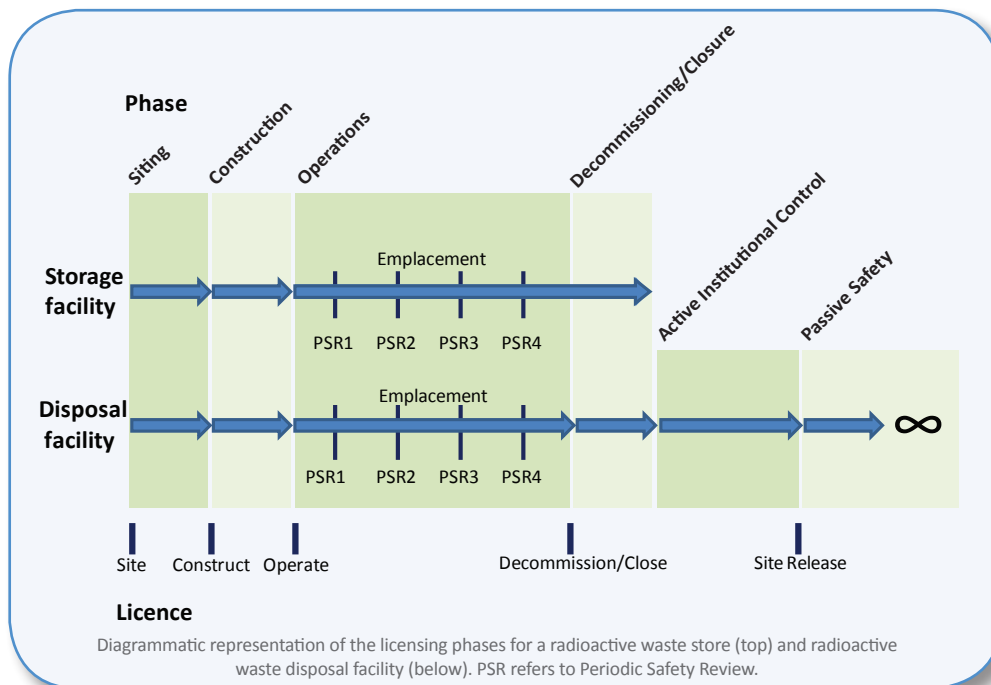 Phase
Siting
Construction
Operations
Decommissioning/Closure
Active Institutional Control
Passive Safety
Storage
facility
Emplacement
PSR1 PSR2 PSR3 PSR4
Disposal
facility
Emplacement
∞
PSR1 PSR2 PSR3 PSR4
Site Construct Operate Decommission/Close Site Release
Licence
Diagrammatic representation of the licensing phases for a radioactive waste store (top) and radioactive
waste disposal facility (below). PSR refers to Periodic Safety Review.